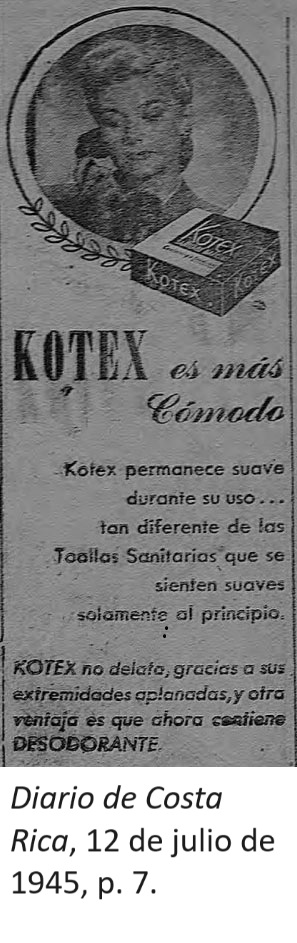 KOTEX
KOTEX
KOTEX
KOTEX es más
Cómodo
Kotex permanece suave
durante su uso...
tan diferente de las
Toallas Sanitarias que se
sienten suaves
solamente al principio.
KOTEX no delata, gracias a sus
extremidades aplanadas, y otra
ventaja es que ahora contiene
DESODORANTE.
Diario de Costa
Rica, 12 de julio de
1945, p. 7.